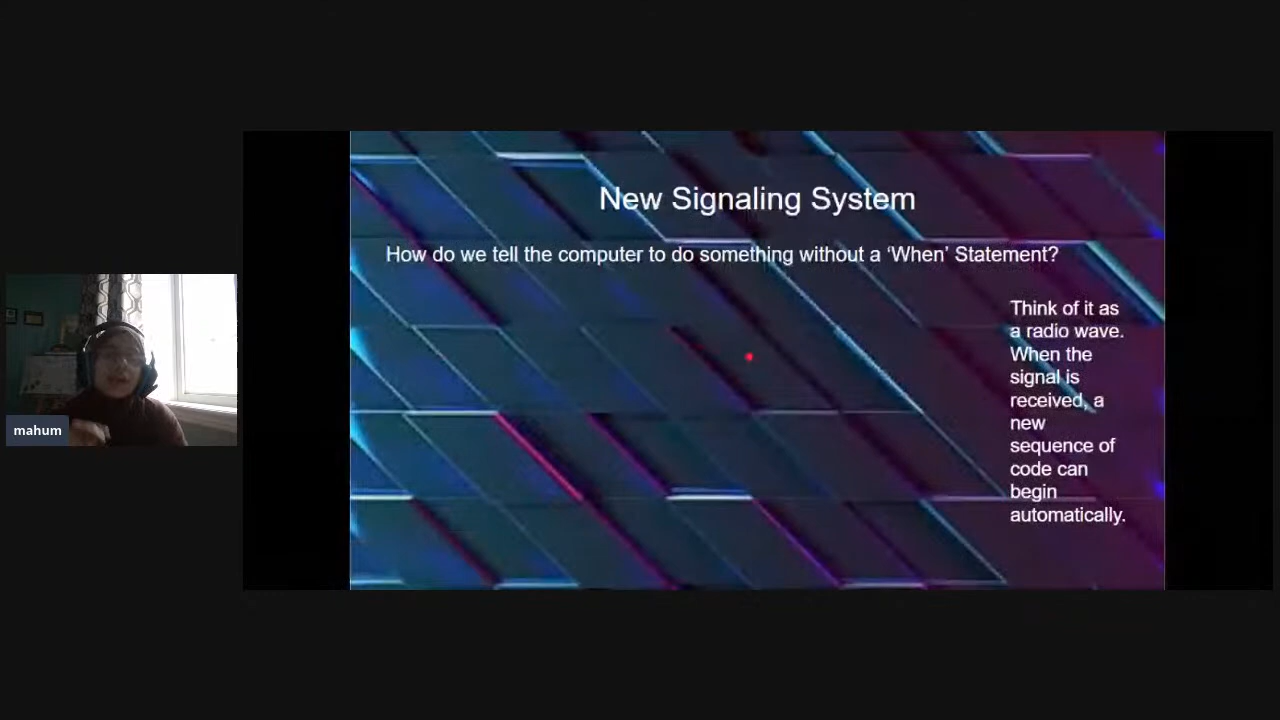 New Signaling System
How do we tell the computer to do something without a ‘When’ Statement?
Think of it as
a radio wave.
When the
signal is
received, a
new
sequence of
code can
begin
automatically.
mahum